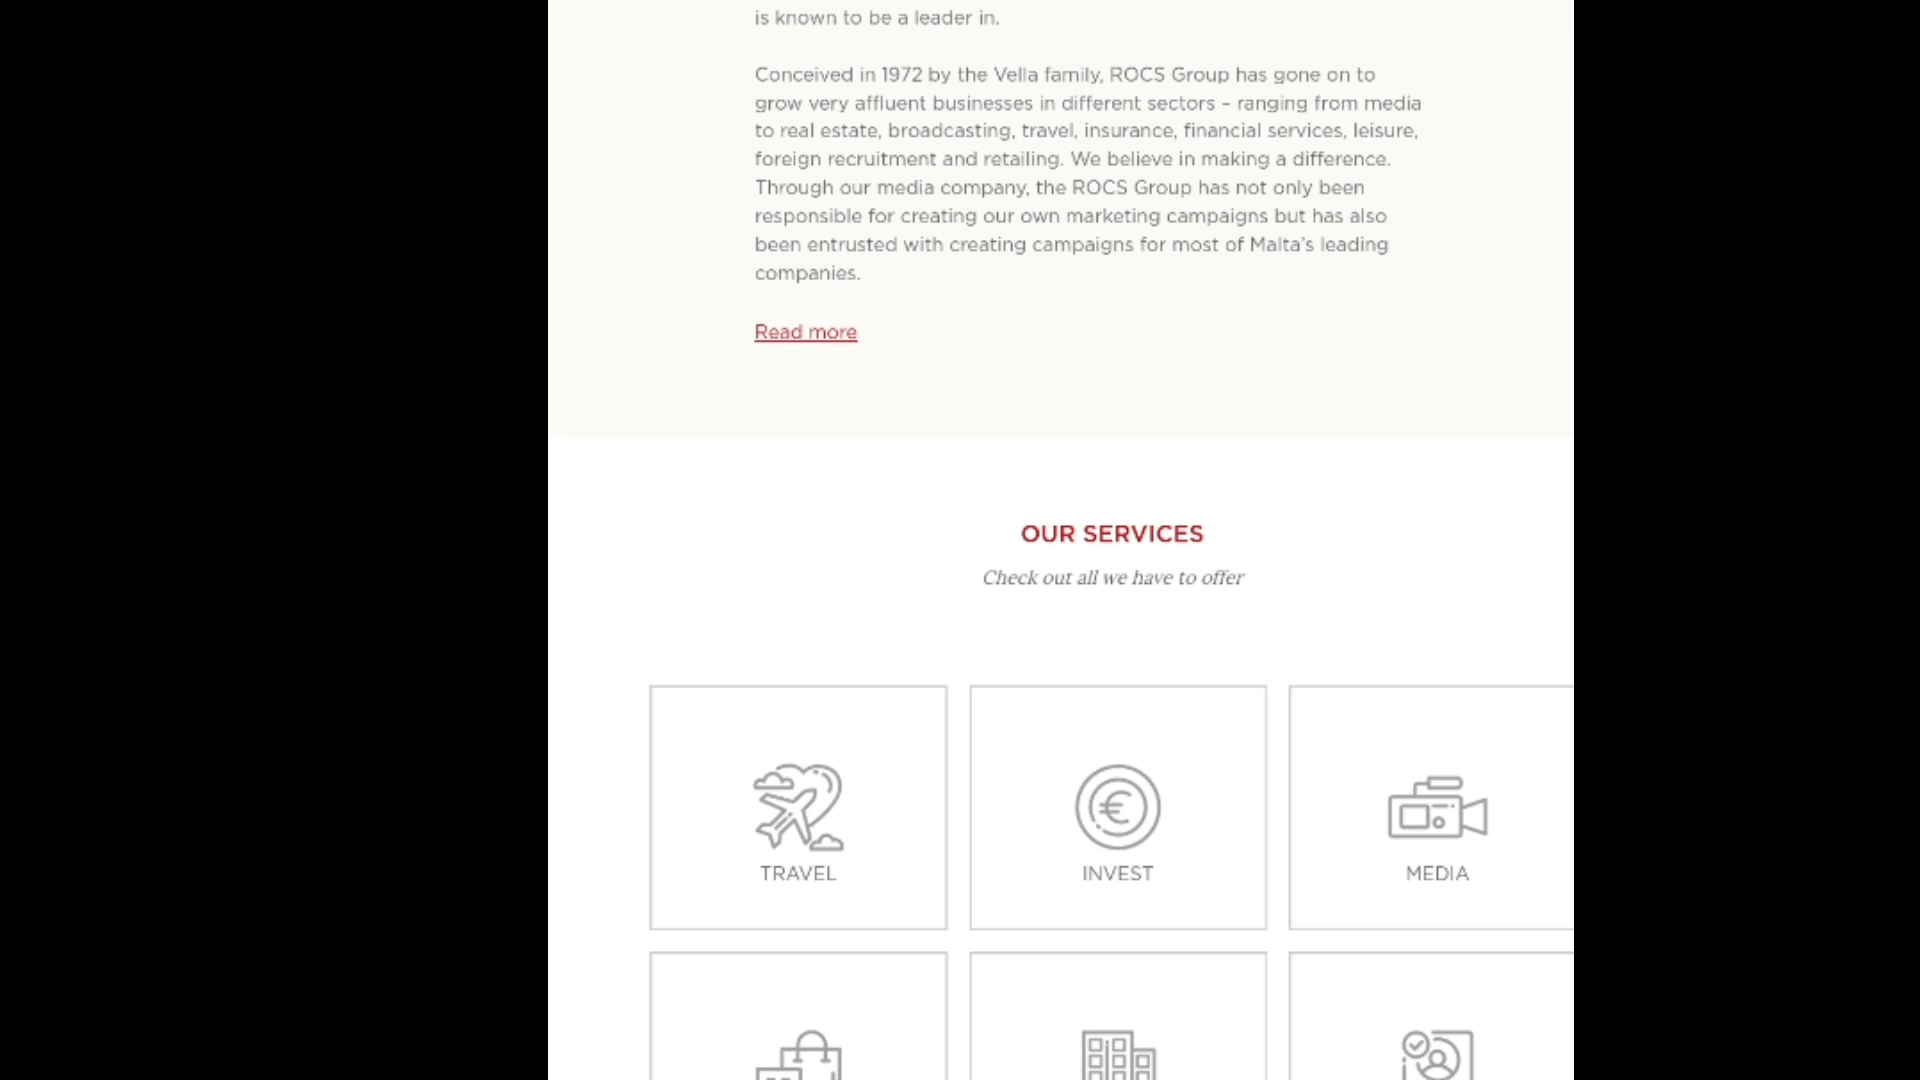 is known to be a leader in.
Conceived in 1972 by the Vella family, ROCS Group has gone on to
grow very affluent businesses in different sectors – ranging from media
to real estate, broadcasting, travel, insurance, financial services, leisure,
foreign recruitment and retailing. We believe in making a difference.
Through our media company, the ROCS Group has not only been
responsible for creating our own marketing campaigns but has also
been entrusted with creating campaigns for most of Malta’s leading
companies.
Read more
OUR SERVICES
Check out all we have to offer
TRAVEL
INVEST
MEDIA